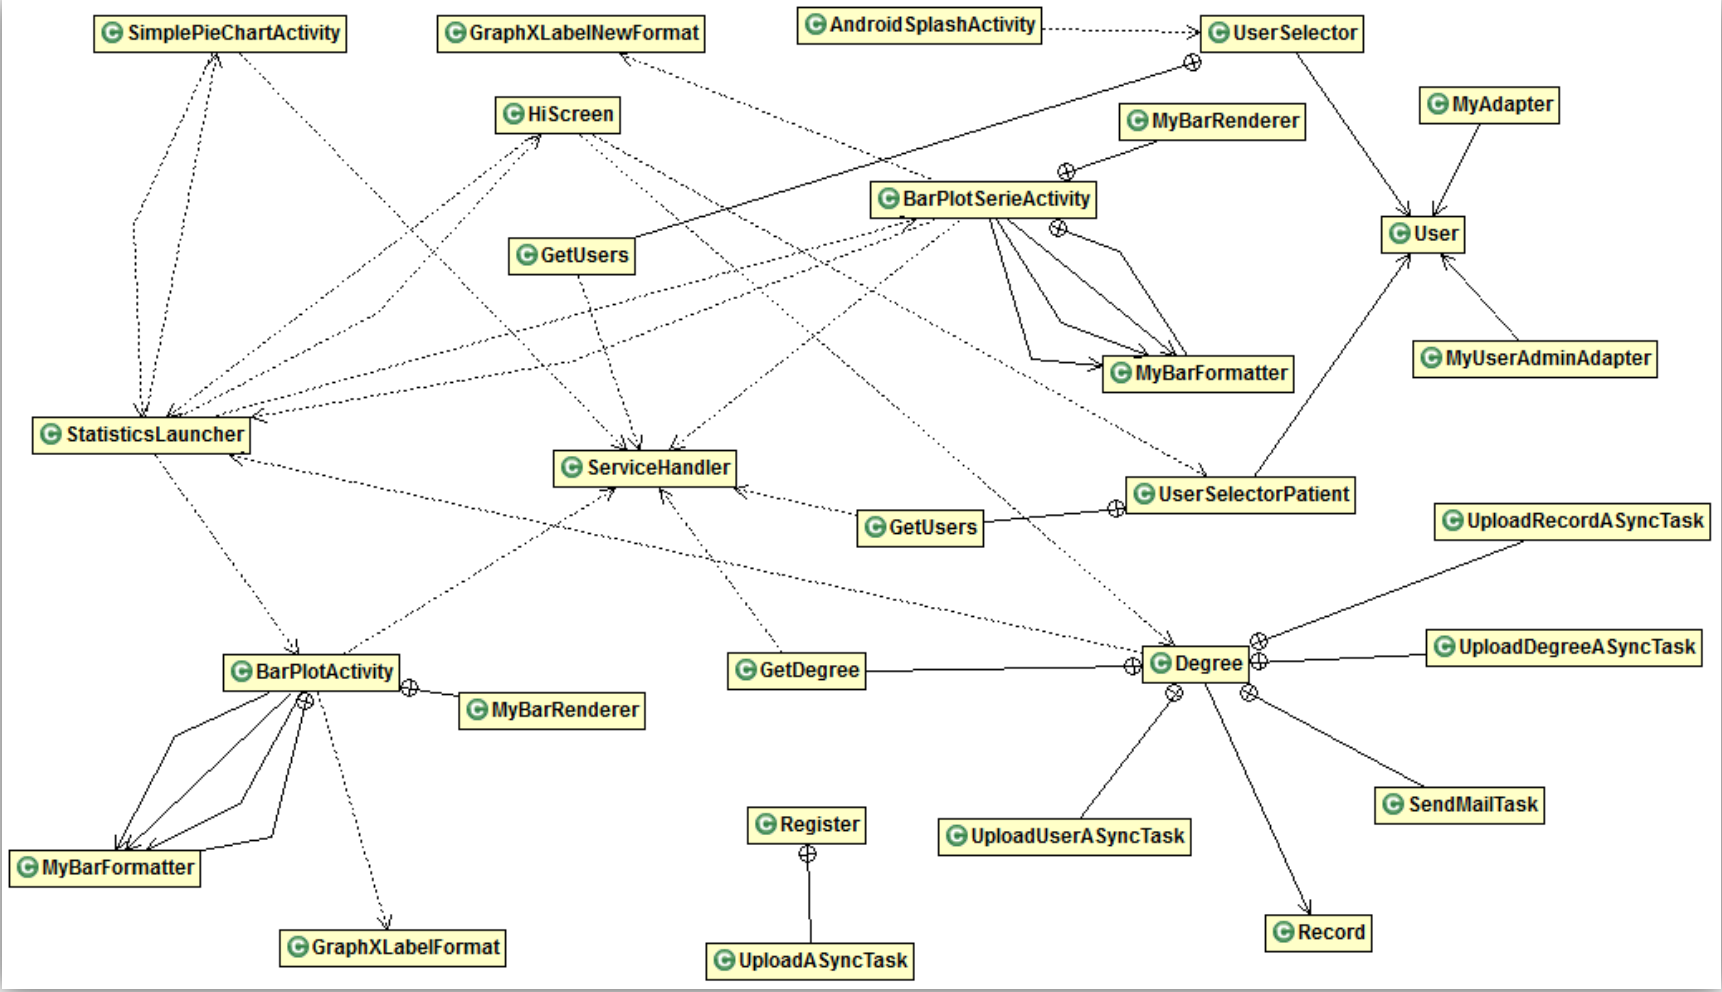 SimplePieChartActivity
GraphXLabelNewFormat
AndroidSplashActivity
UserSelector
HiScreen
MyBarRenderer
MyAdapter
BarPlotSerieActivity
GetUsers
User
MyBarFormatter
MyUserAdminAdapter
StatisticsLauncher
ServiceHandler
UserSelectorPatient
GetUsers
UploadRecordASyncTask
BarPlotActivity
GetDegree
Degree
UploadDegreeASyncTask
MyBarRenderer
SendMailTask
Register
UploadUserASyncTask
MyBarFormatter
GraphXLabelFormat
UploadASyncTask
Record